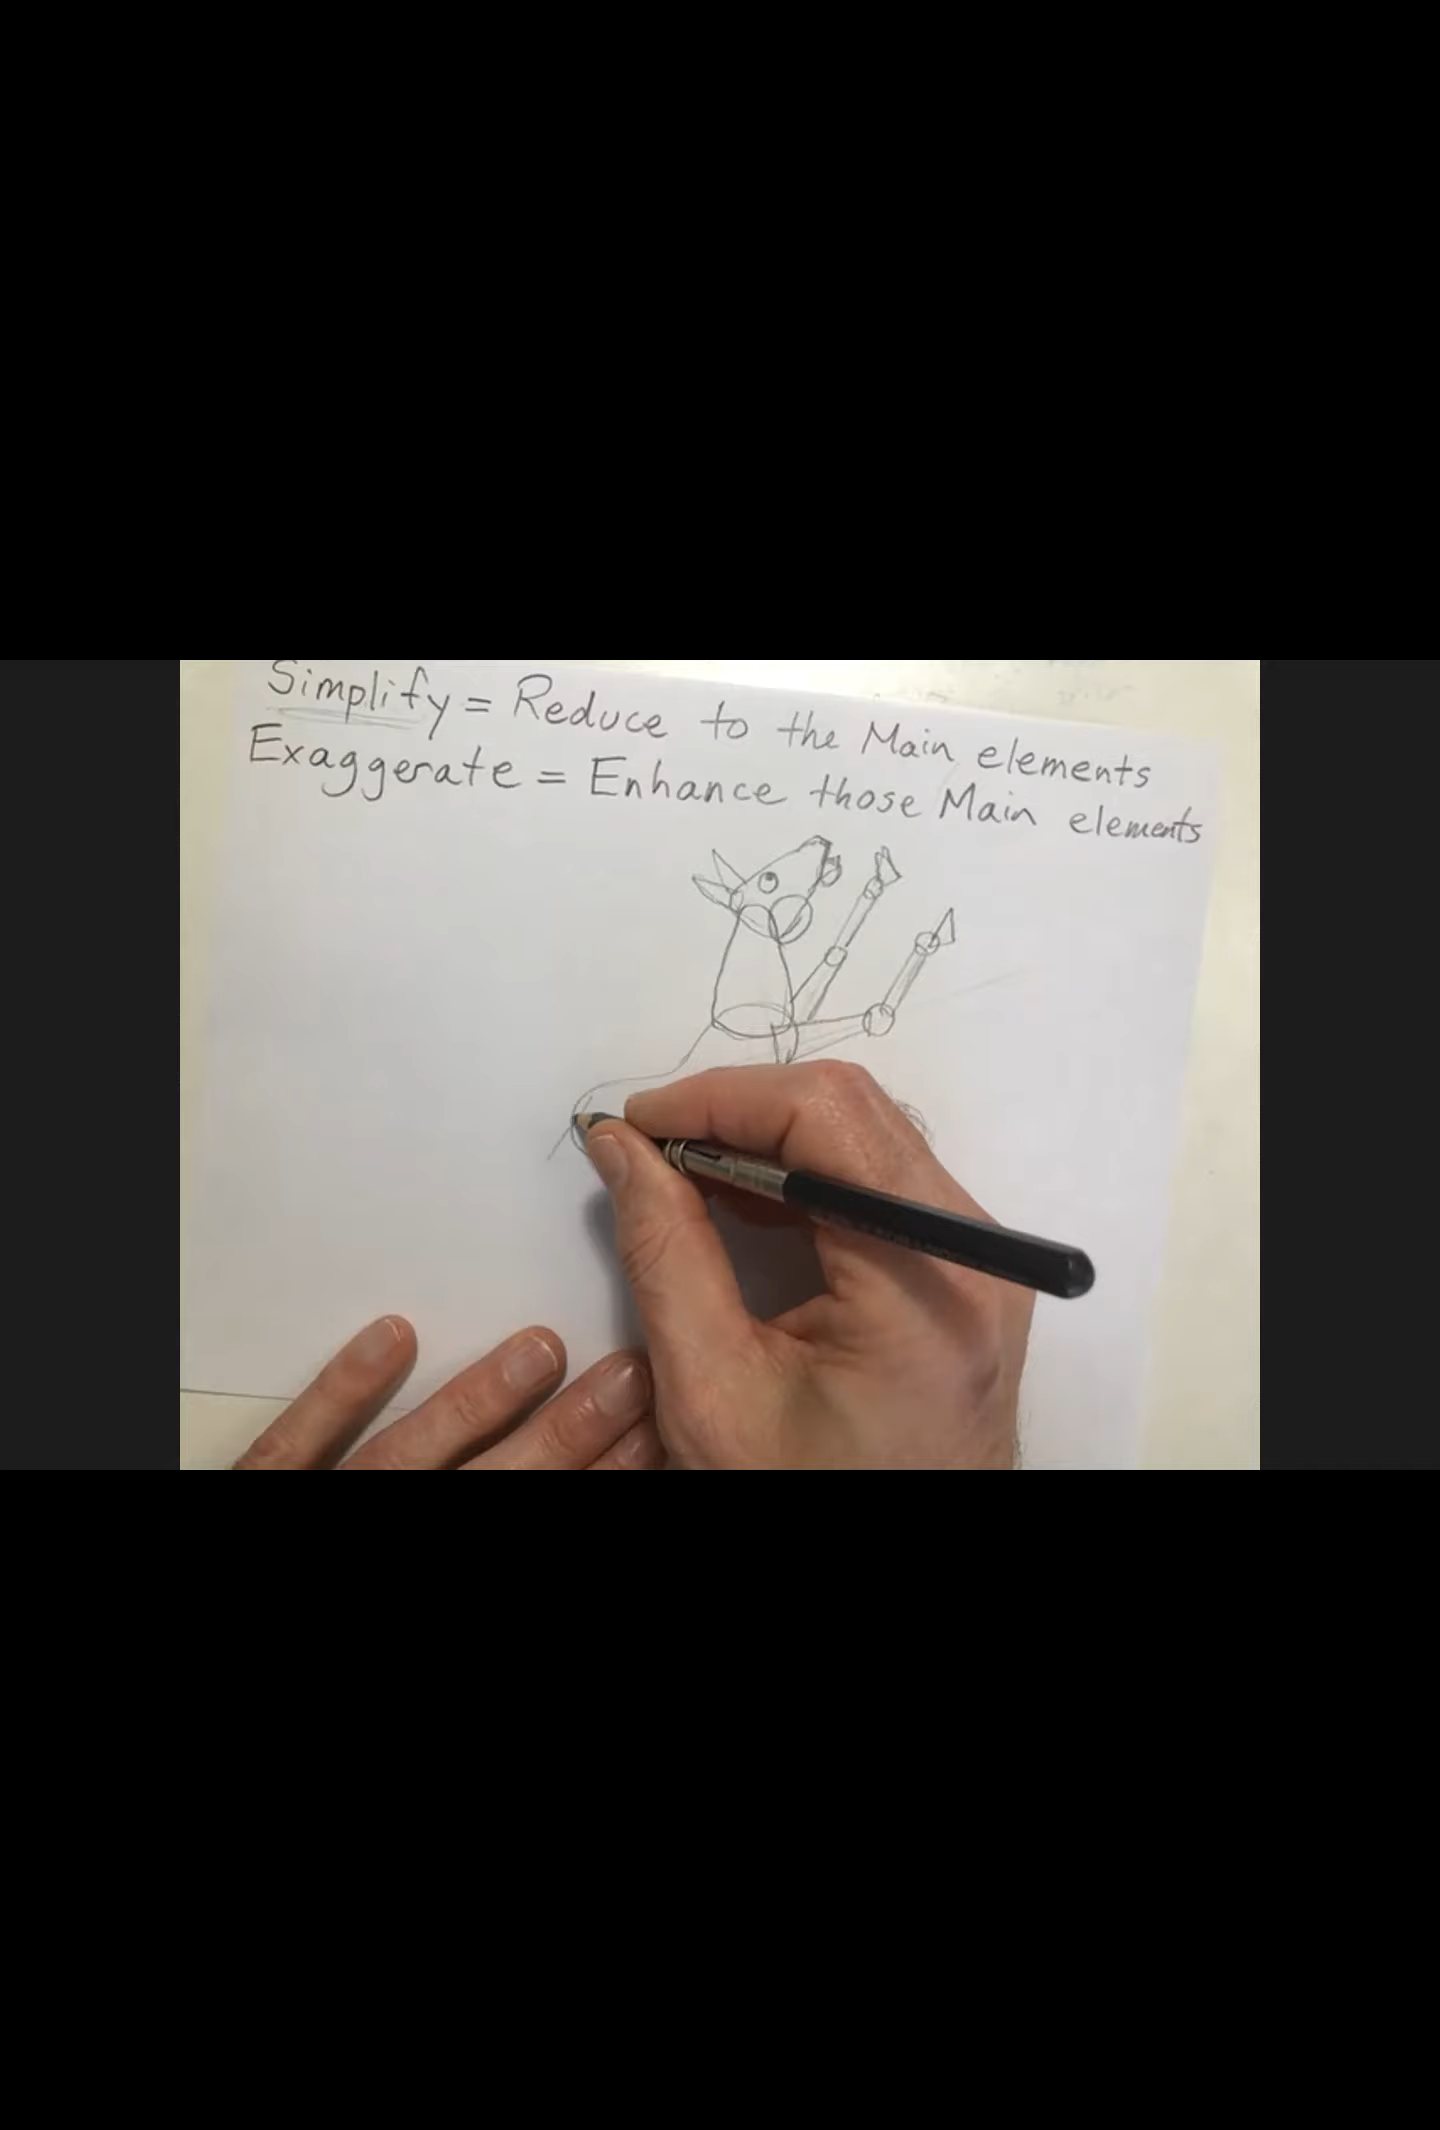 Simplify = Reduce to the Main elements
Exaggerate = Enhance those Main elements